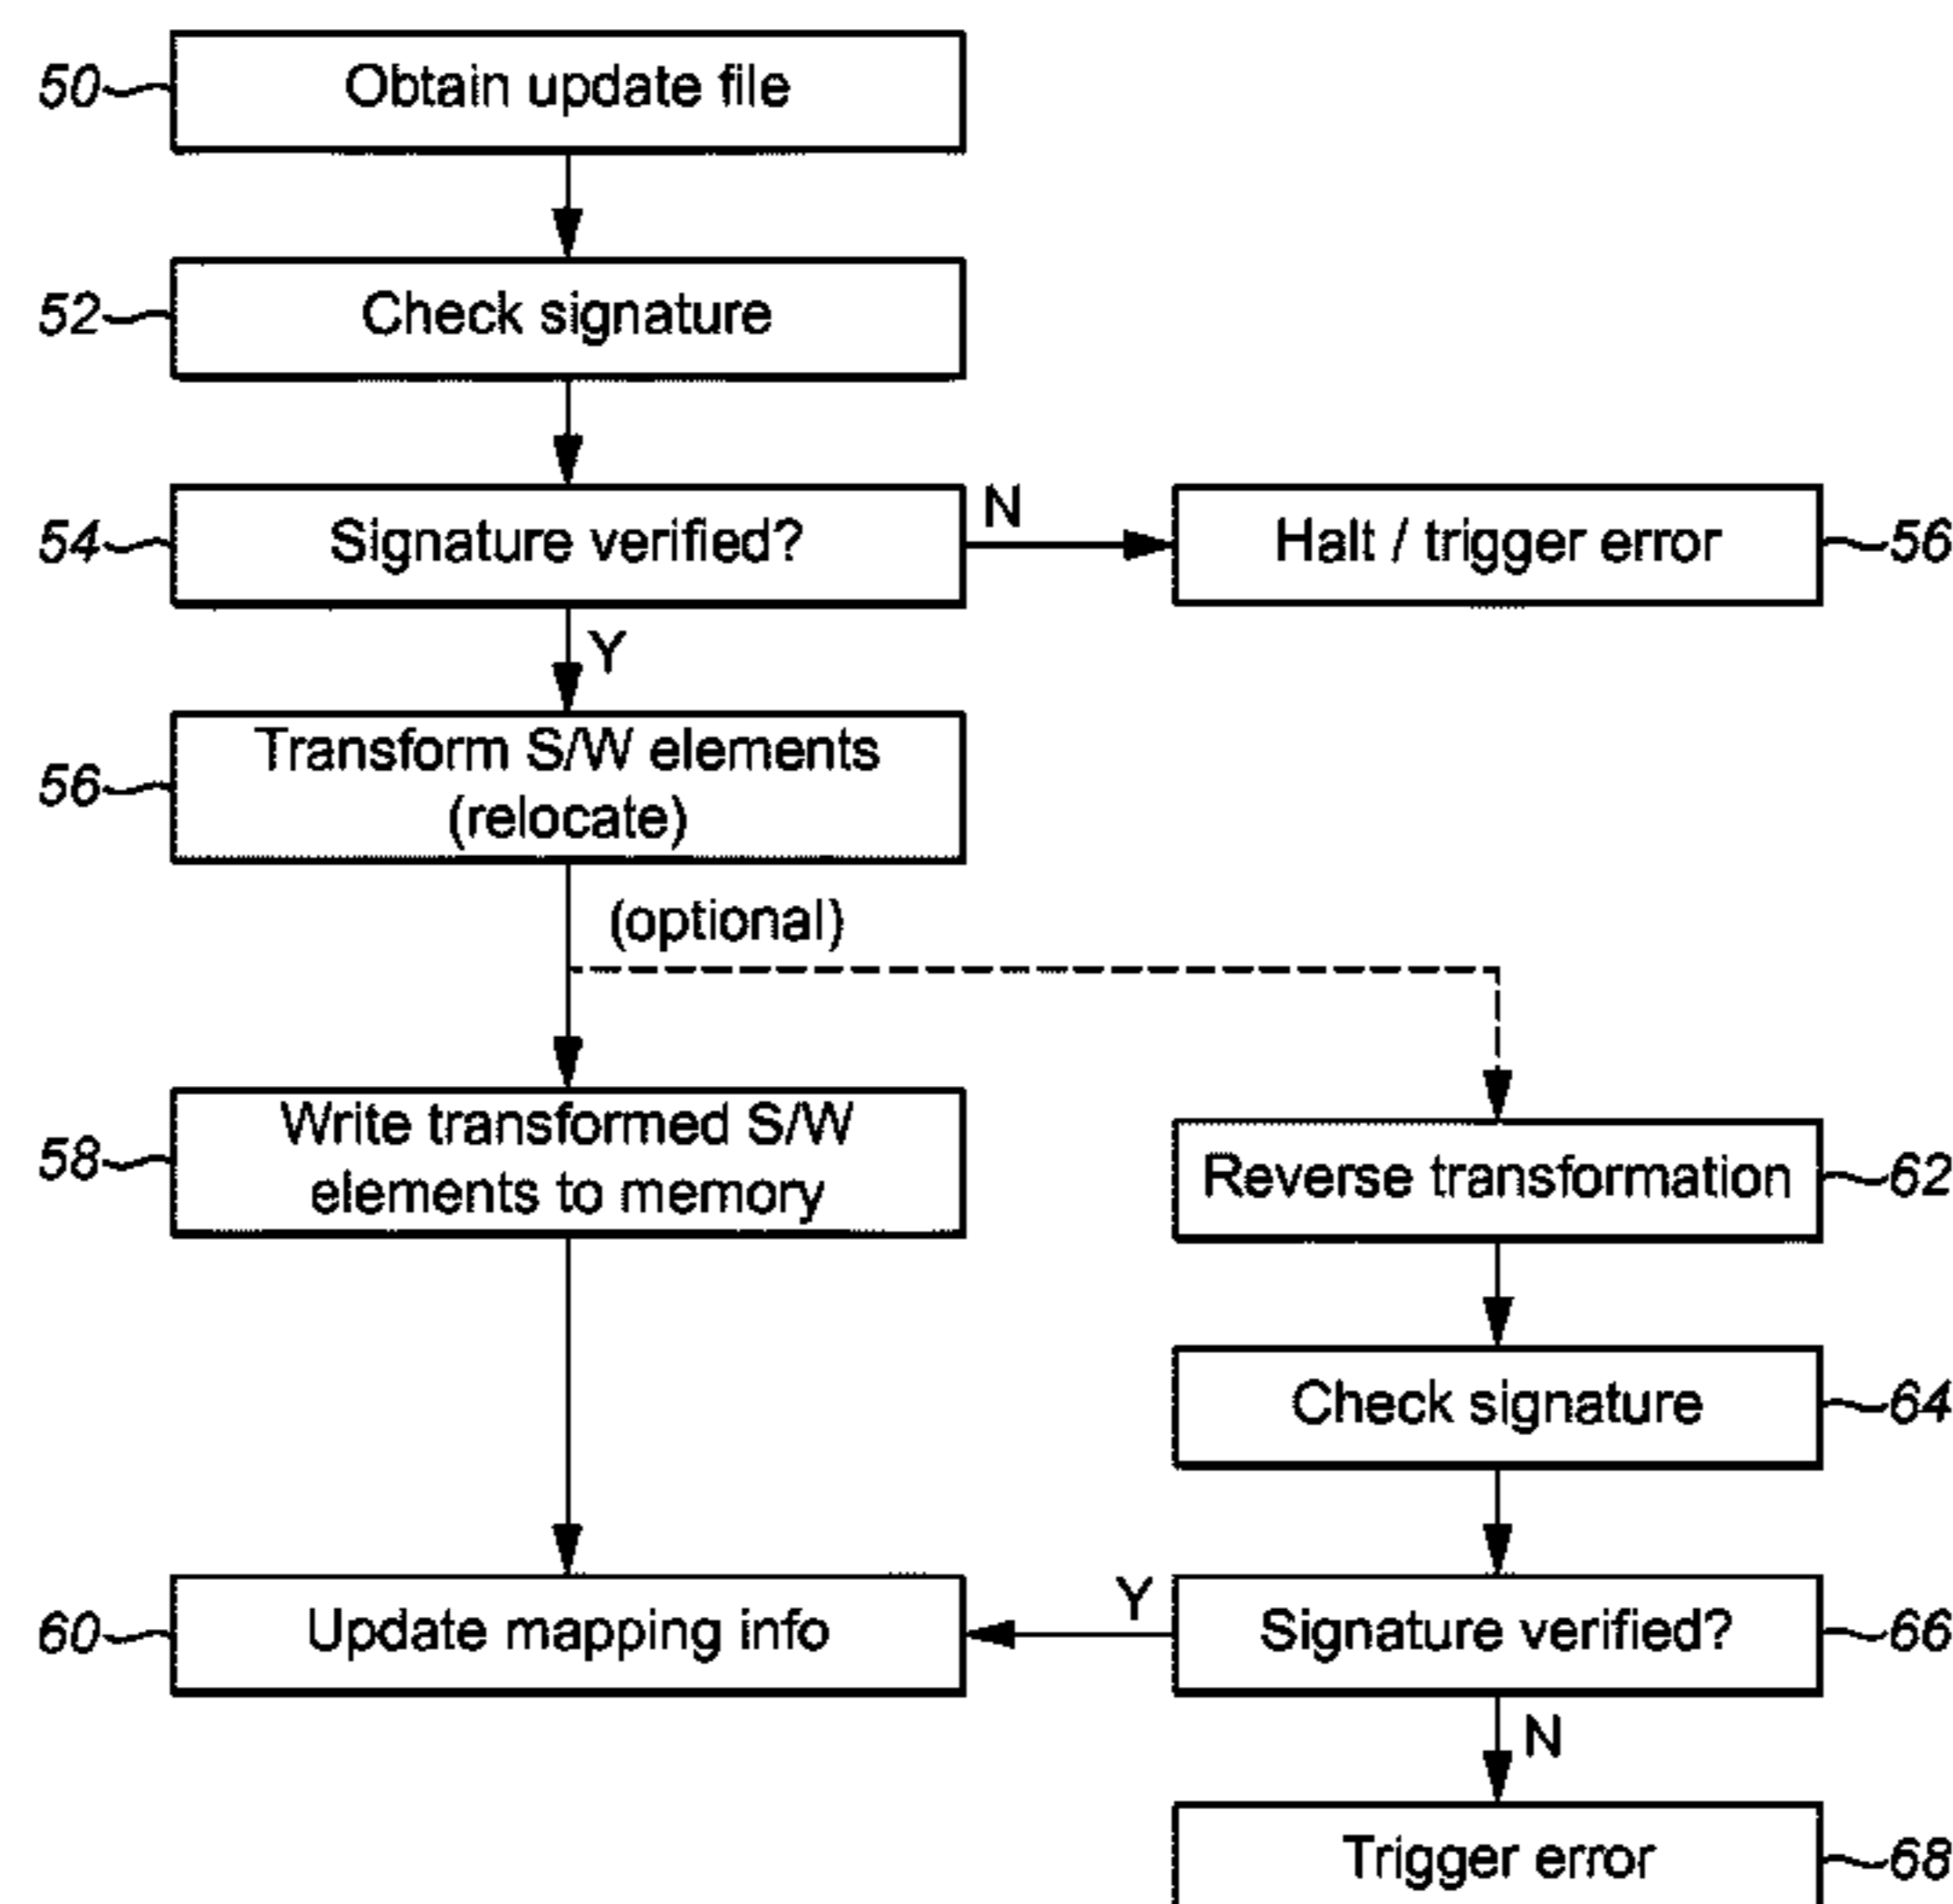 50 Obtain update file
52 Check signature
54 Signature verified? N Halt / trigger error 56
Y
56 Transform S/W elements
(relocate)
(optional)
58 Write transformed S/W
elements to memory
Reverse transformation 62
Check signature 64
60 Update mapping info Y Signature verified? 66
N
Trigger error 68